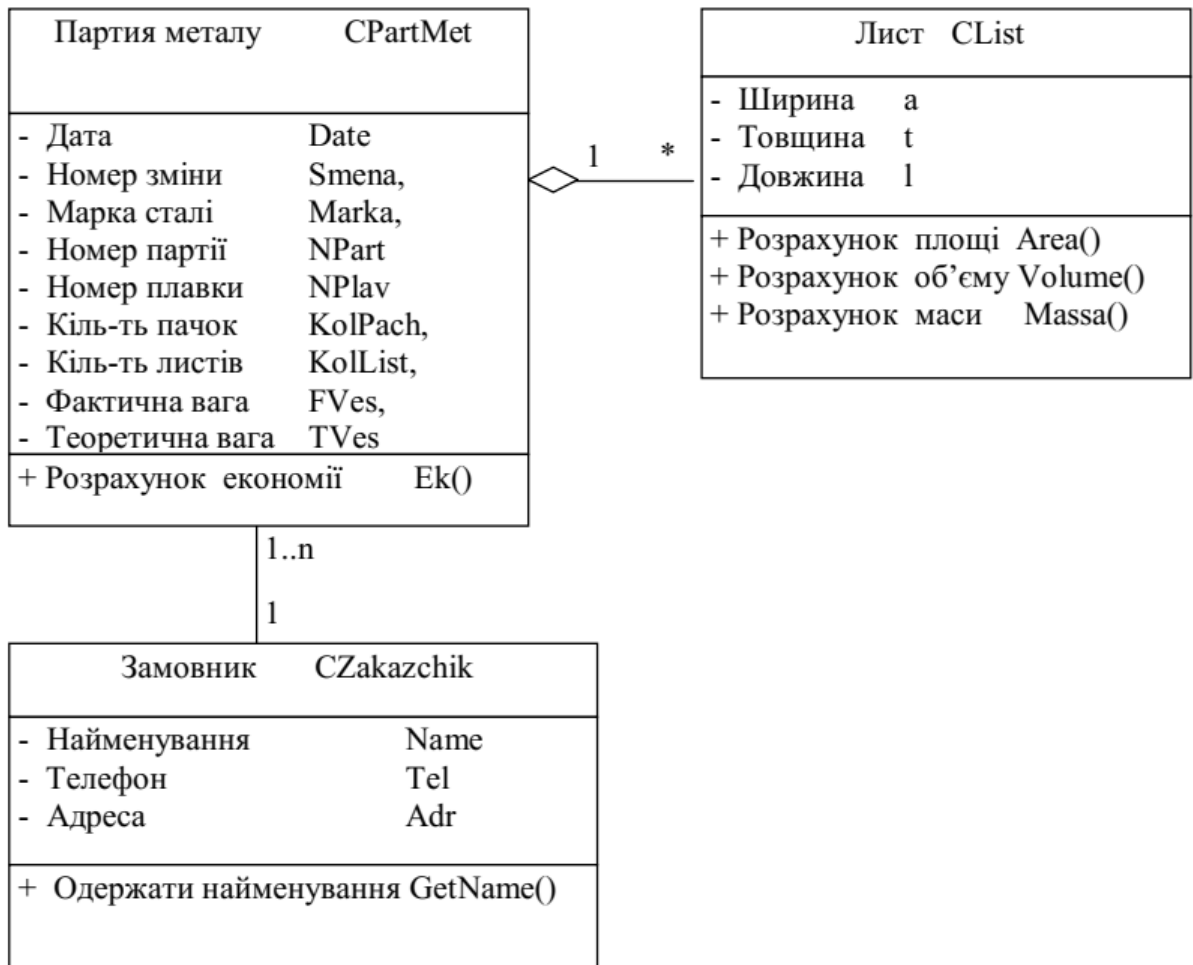 Партия металу CPartMet
- Дата Date
- Номер зміни Smena,
- Марка сталі Marka,
- Номер партії NPart
- Номер плавки NPlav
- Кіль-ть пачок KolPach,
- Кіль-ть листів KolList,
- Фактична вага FVes,
- Теоретична вага TVes
+ Розрахунок економії Ek()
1 *
Лист CList
- Ширина a
- Товщина t
- Довжина l
+ Розрахунок площі Area()
+ Розрахунок об’єму Volume()
+ Розрахунок маси Massa()
1..n
1
Замовник CZakazchik
- Найменування Name
- Телефон Tel
- Адреса Adr
+ Одержати найменування GetName()